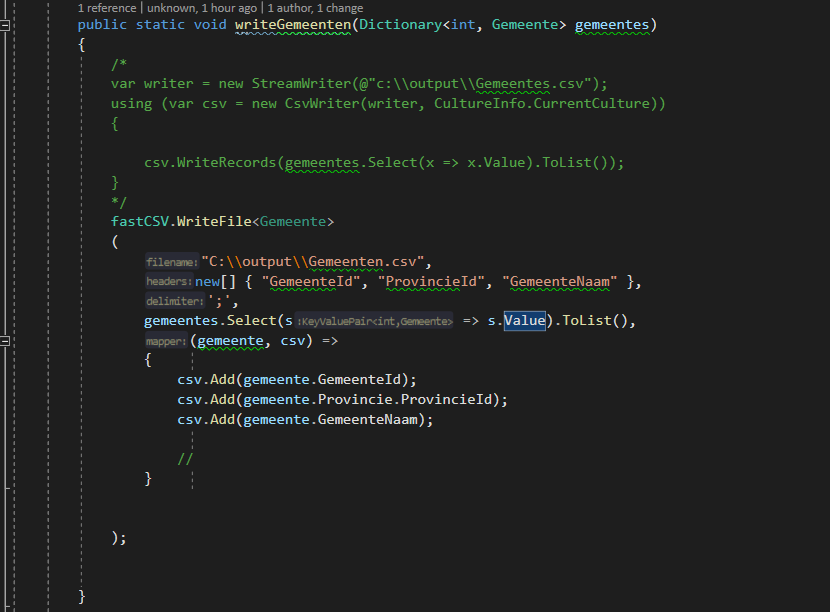 1 reference | unknown, 1 hour ago | 1 author, 1 change
public static void writeGemeenten(Dictionary<int, Gemeente> gemeentes)
{
/*
var writer = new StreamWriter(@"c:\\output\\Gemeentes.csv");
using (var csv = new CsvWriter(writer, CultureInfo.CurrentCulture))
{
csv.WriteRecords(gemeentes.Select(x => x.Value).ToList());
}
*/
fastCSV.WriteFile<Gemeente>
(
filename: "C:\\output\\Gemeenten.csv",
headers: new[] { "GemeenteId", "ProvincieId", "GemeenteNaam" },
delimiter: ';',
gemeentes.Select(s :KeyValuePair<int,Gemeente> => s.Value).ToList(),
mapper: (gemeente, csv) =>
{
csv.Add(gemeente.GemeenteId);
csv.Add(gemeente.Provincie.ProvincieId);
csv.Add(gemeente.GemeenteNaam);
//
}
);
}